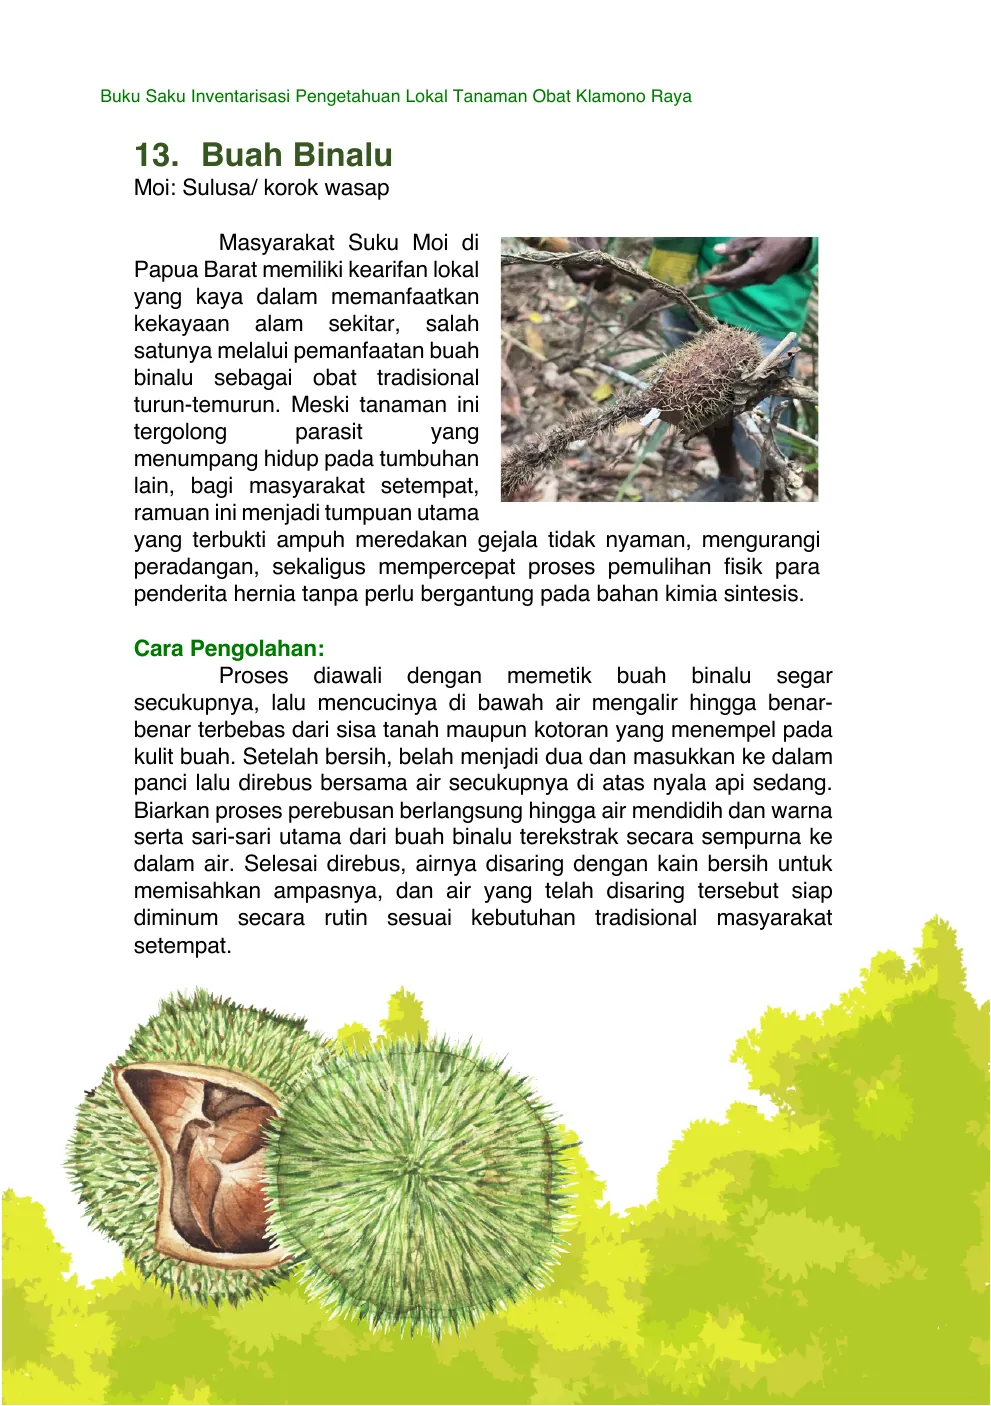 Buku Saku Inventarisasi Pengetahuan Lokal Tanaman Obat Klamono Raya
13. Buah Binalu
Moi: Sulusa/ korok wasap
Masyarakat Suku Moi di
Papua Barat memiliki kearifan lokal
yang kaya dalam memanfaatkan
kekayaan alam sekitar, salah
satunya melalui pemanfaatan buah
binalu sebagai obat tradisional
turun-temurun. Meski tanaman ini
tergolong parasit yang
menumpang hidup pada tumbuhan
lain, bagi masyarakat setempat,
ramuan ini menjadi tumpuan utama
yang terbukti ampuh meredakan gejala tidak nyaman, mengurangi
peradangan, sekaligus mempercepat proses pemulihan fisik para
penderita hernia tanpa perlu bergantung pada bahan kimia sintesis.
Cara Pengolahan:
Proses diawali dengan memetik buah binalu segar
secukupnya, lalu mencucinya di bawah air mengalir hingga benar-
benar terbebas dari sisa tanah maupun kotoran yang menempel pada
kulit buah. Setelah bersih, belah menjadi dua dan masukkan ke dalam
panci lalu direbus bersama air secukupnya di atas nyala api sedang.
Biarkan proses perebusan berlangsung hingga air mendidih dan warna
serta sari-sari utama dari buah binalu terekstrak secara sempurna ke
dalam air. Selesai direbus, airnya disaring dengan kain bersih untuk
memisahkan ampasnya, dan air yang telah disaring tersebut siap
diminum secara rutin sesuai kebutuhan tradisional masyarakat
setempat.